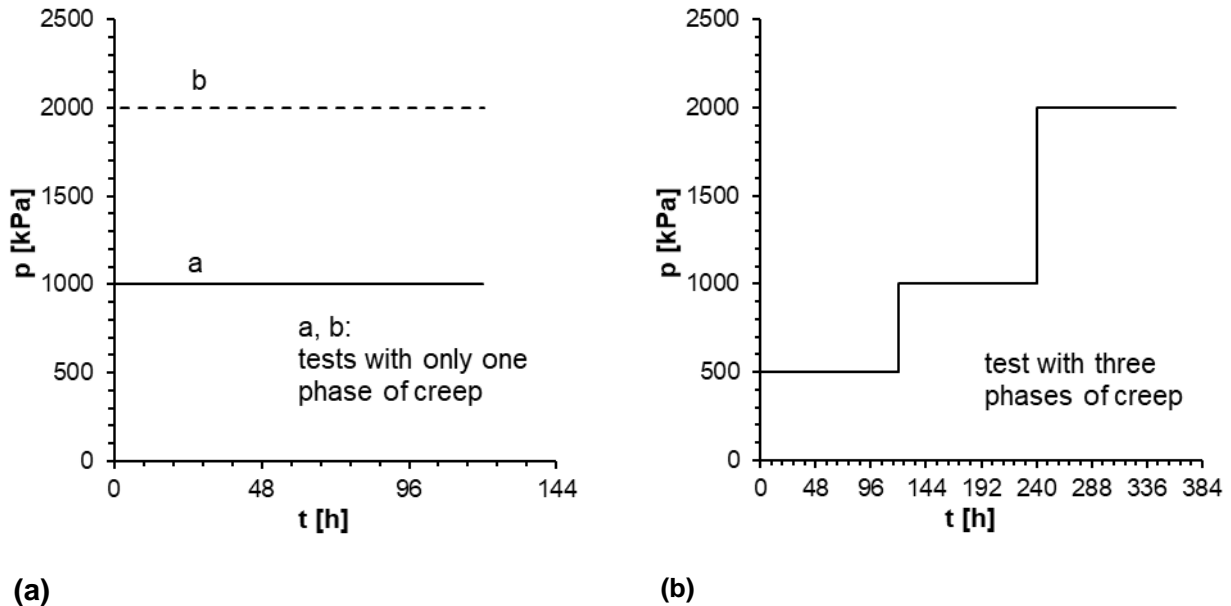 2500
2000
1500
1000
500
0
p [kPa]
b
a
a, b:
tests with only one
phase of creep
0 48 96 144
t [h]
(a)
2500
2000
1500
1000
500
0
p [kPa]
test with three
phases of creep
0 48 96 144 192 240 288 336 384
t [h]
(b)